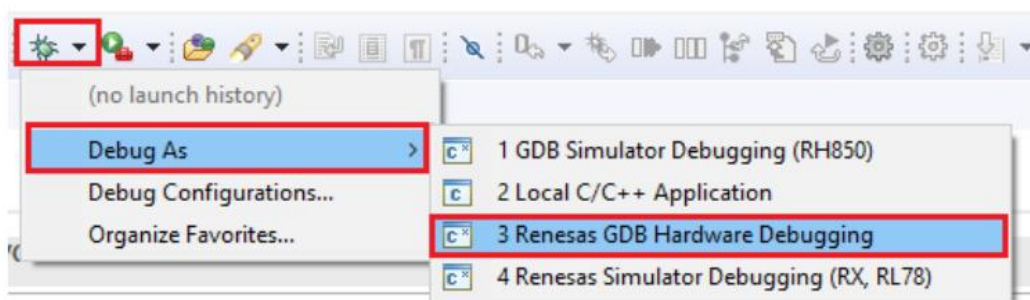 (no launch history)
Debug As
Debug Configurations...
Organize Favorites...
1 GDB Simulator Debugging (RH850)
2 Local C/C++ Application
3 Renesas GDB Hardware Debugging
4 Renesas Simulator Debugging (RX, RL78)